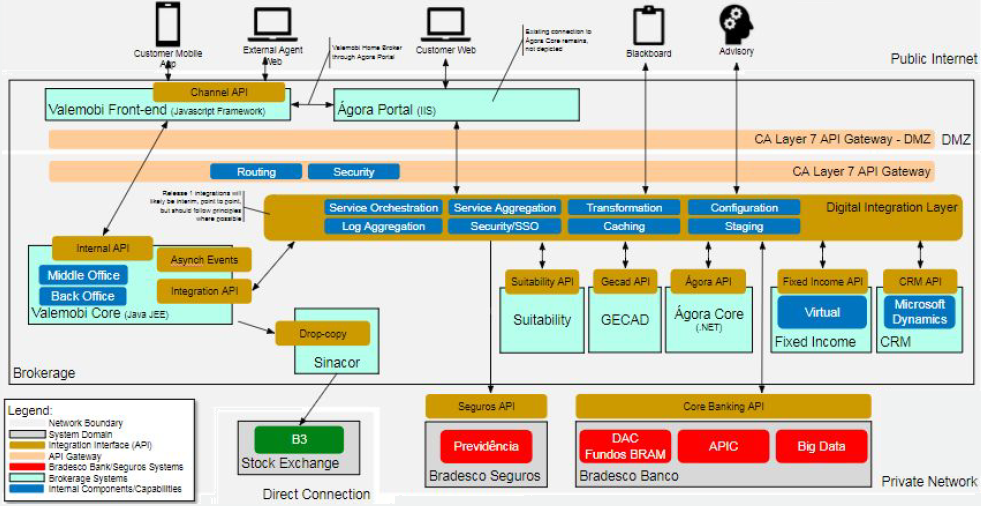 Customer Mobile
App
External Agent
Web
Valemobi Home Broker
through Agora Portal
Customer Web
Existing connection to
Agora Core remains,
not depicted
Blackboard
Advisory
Public Internet
Channel API
Valemobi Front-end (Javascript Framework)
Ágora Portal (IIS)
CA Layer 7 API Gateway - DMZ
DMZ
CA Layer 7 API Gateway
Routing
Security
Release 1 integrations will
likely be interim, point to point,
but should follow principles
where possible
Service Orchestration
Service Aggregation
Transformation
Configuration
Digital Integration Layer
Log Aggregation
Security/SSO
Caching
Staging
Internal API
Asynch Events
Middle Office
Integration API
Back Office
Valemobi Core (Java JEE)
Suitability API
Gecad API
Ágora API
Fixed Income API
CRM API
Suitability
GECAD
Ágora Core
(.NET)
Virtual
Fixed Income
Microsoft
Dynamics
CRM
Drop-copy
Sinacor
Brokerage
Legend:
Network Boundary
System Domain
Integration Interface (API)
API Gateway
Bradesco Bank/Seguros Systems
Brokerage Systems
Internal Components/Capabilities
B3
Stock Exchange
Direct Connection
Seguros API
Previdência
Bradesco Seguros
Core Banking API
DAC
Fundos BRAM
APIC
Big Data
Bradesco Banco
Private Network